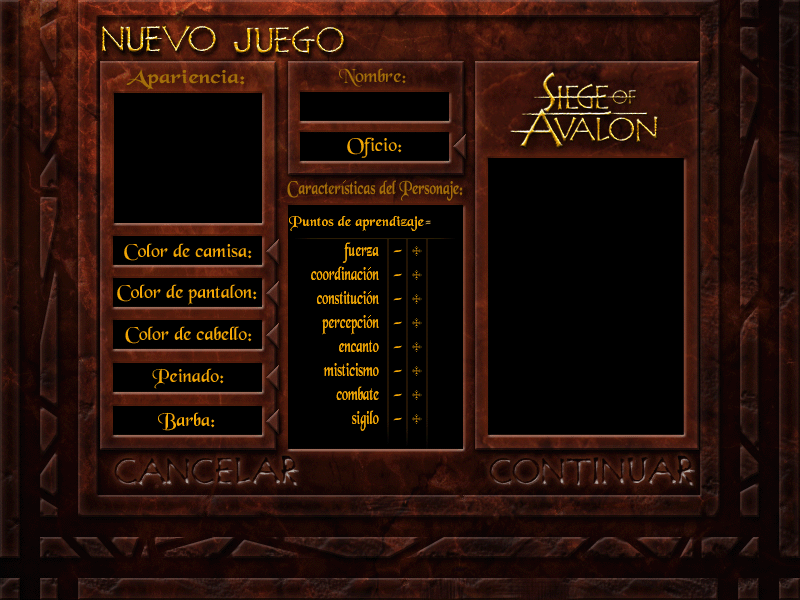 NUEVO JUEGO
Apariencia:
Color de camisa:
Color de pantalon:
Color de cabello:
Peinado:
Barba:
Nombre:
Oficio:
Características del Personaje:
Puntos de aprendizaje=
fuerza - +
coordinación - +
constitución - +
percepción - +
encanto - +
misticismo - +
combate - +
sigilo - +
SIEGE OF
AVALON
CANCELAR
CONTINUAR